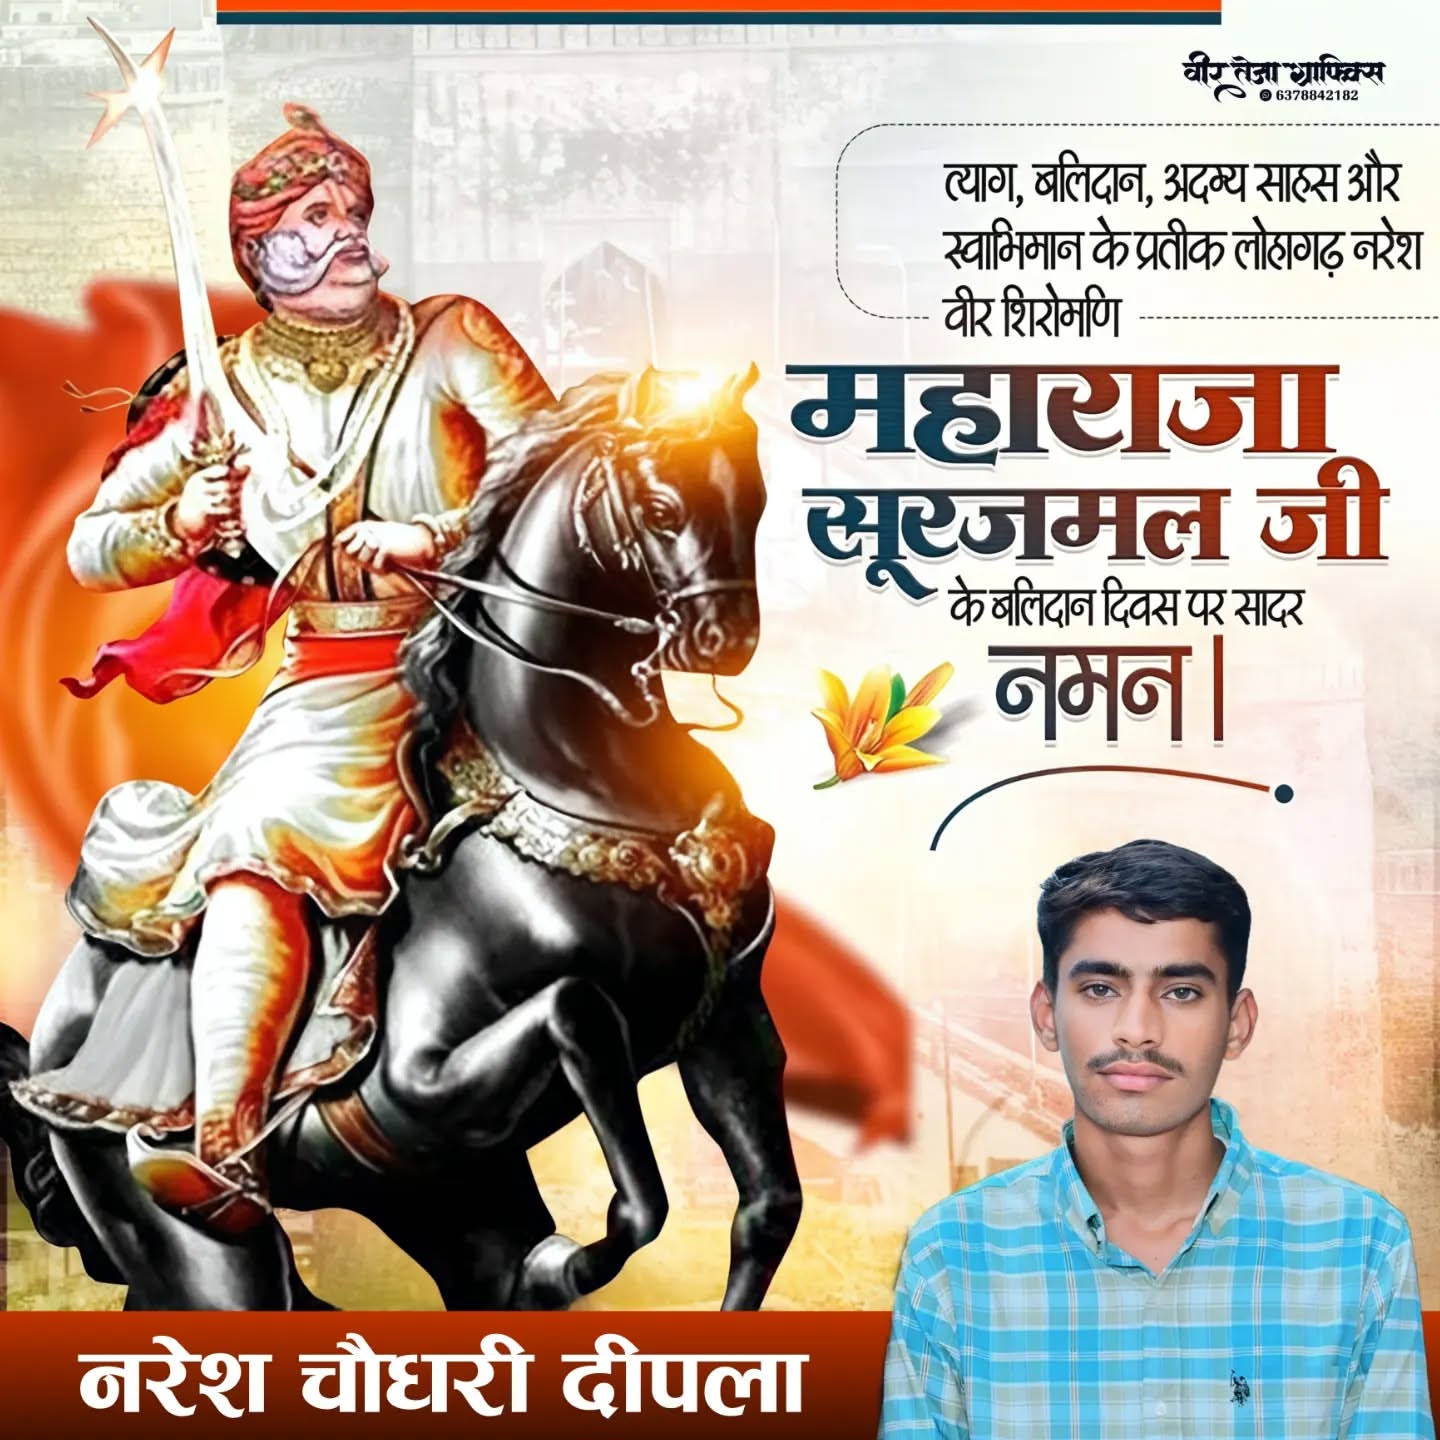 वीर तेजा ग्राफिक्स
6378842182
त्याग, बलिदान, अदम्य साहस और
स्वाभिमान के प्रतीक लोहागढ़ नरेश
वीर शिरोमणि
महाराजा
सूरजमल जी
के बलिदान दिवस पर सादर
नमन।
नरेश चौधरी दीपला